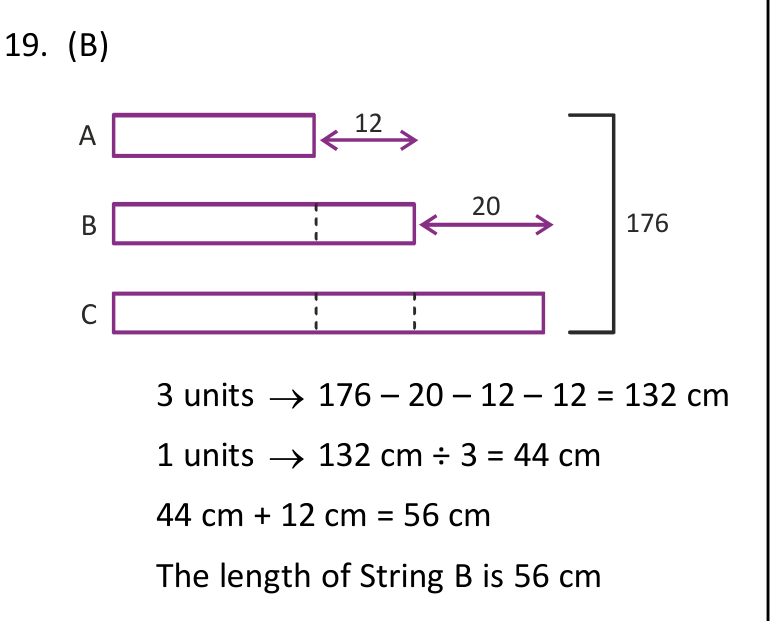 19. (B)
A
12
B
20
176
C
3 units → 176 – 20 – 12 – 12 = 132 cm
1 units → 132 cm ÷ 3 = 44 cm
44 cm + 12 cm = 56 cm
The length of String B is 56 cm